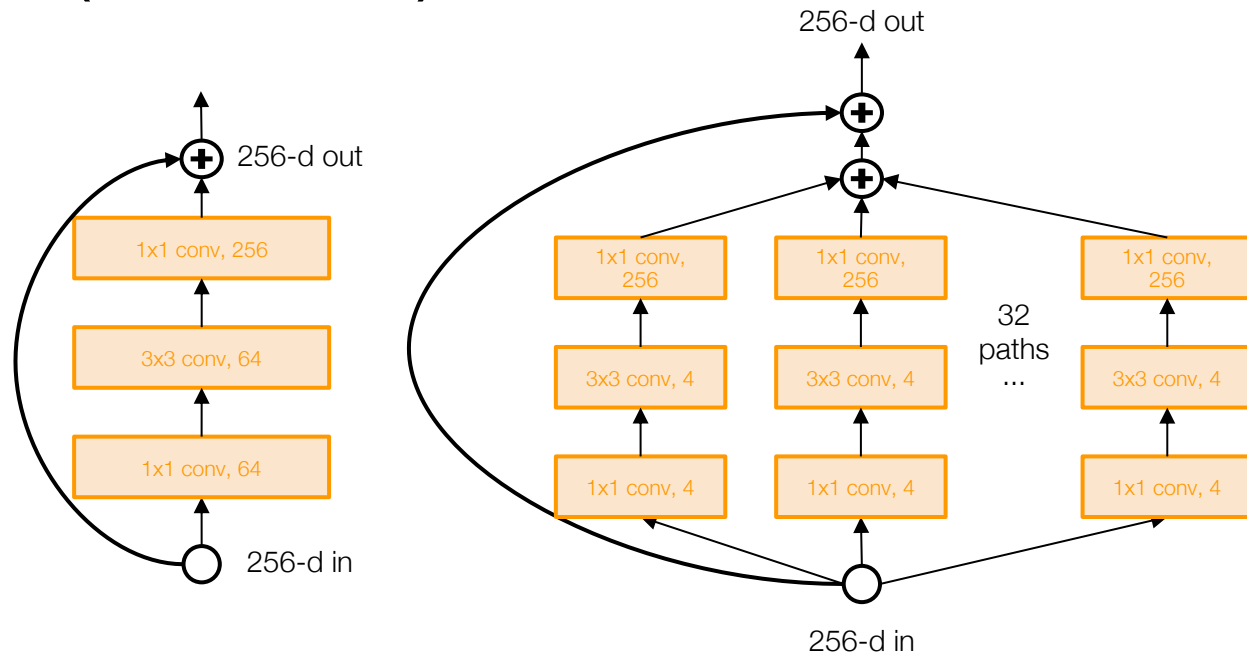 256-d out
1x1 conv, 256
3x3 conv, 64
1x1 conv, 64
256-d in
256-d out
1x1 conv,
256
1x1 conv,
256
1x1 conv,
256
32
paths
...
3x3 conv, 4
3x3 conv, 4
3x3 conv, 4
1x1 conv, 4
1x1 conv, 4
1x1 conv, 4
256-d in